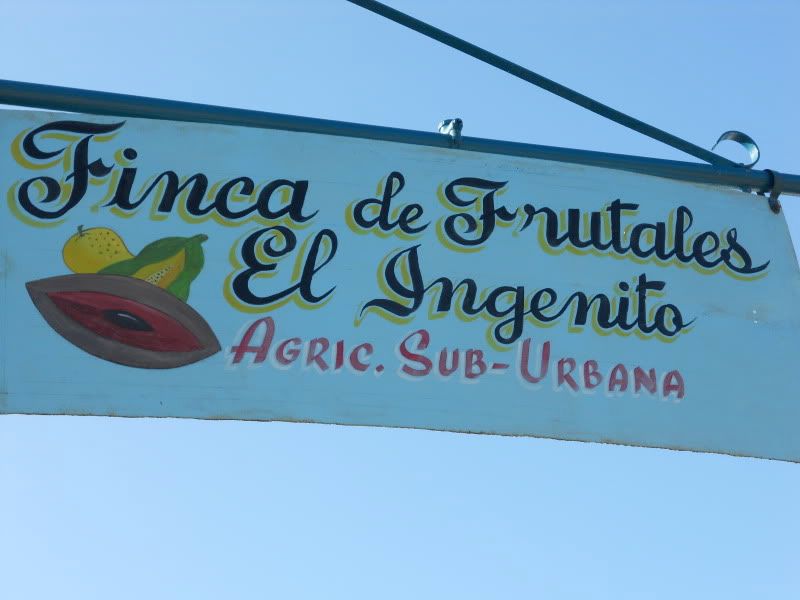 Finca de Frutales
El Ingenito
Agric. Sub-Urbana